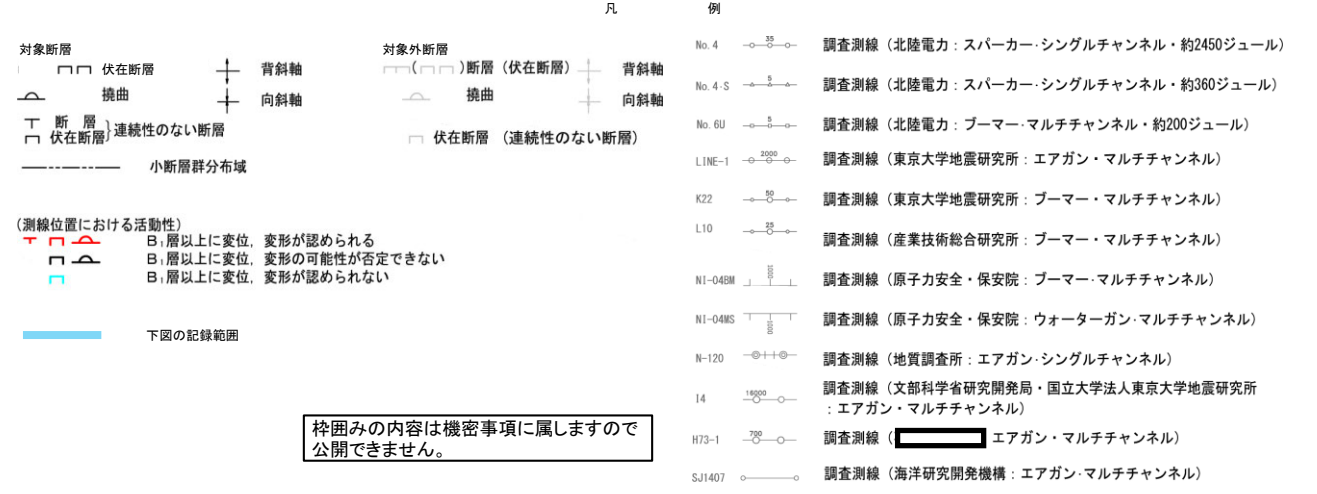 凡 例
対象断層
伏在断層
背斜軸
撓曲
向斜軸
断 層
伏在断層
}連続性のない断層
小断層群分布域
対象外断層
( )断層（伏在断層）
背斜軸
撓曲
向斜軸
伏在断層 （連続性のない断層）
（測線位置における活動性）
B₁層以上に変位，変形が認められる
B₁層以上に変位，変形の可能性が否定できない
B₁層以上に変位，変形が認められない
下図の記録範囲
枠囲みの内容は機密事項に属しますので
公開できません。
No.4 35 調査測線（北陸電力：スパーカー・シングルチャンネル・約2450ジュール）
No.4-S 5 調査測線（北陸電力：スパーカー・シングルチャンネル・約360ジュール）
No.6U 5 調査測線（北陸電力：ブーマー・マルチチャンネル・約200ジュール）
LINE-1 2000 調査測線（東京大学地震研究所：エアガン・マルチチャンネル）
K22 50 調査測線（東京大学地震研究所：ブーマー・マルチチャンネル）
L10 25 調査測線（産業技術総合研究所：ブーマー・マルチチャンネル）
NI-04BM 1000 調査測線（原子力安全・保安院：ブーマー・マルチチャンネル）
NI-04MS 1000 調査測線（原子力安全・保安院：ウォーターガン・マルチチャンネル）
N-120 調査測線（地質調査所：エアガン・シングルチャンネル）
I4 16000 調査測線（文部科学省研究開発局・国立大学法人東京大学地震研究所
：エアガン・マルチチャンネル）
H73-1 700 調査測線（ エアガン・マルチチャンネル）
SJ1407 調査測線（海洋研究開発機構：エアガン・マルチチャンネル）